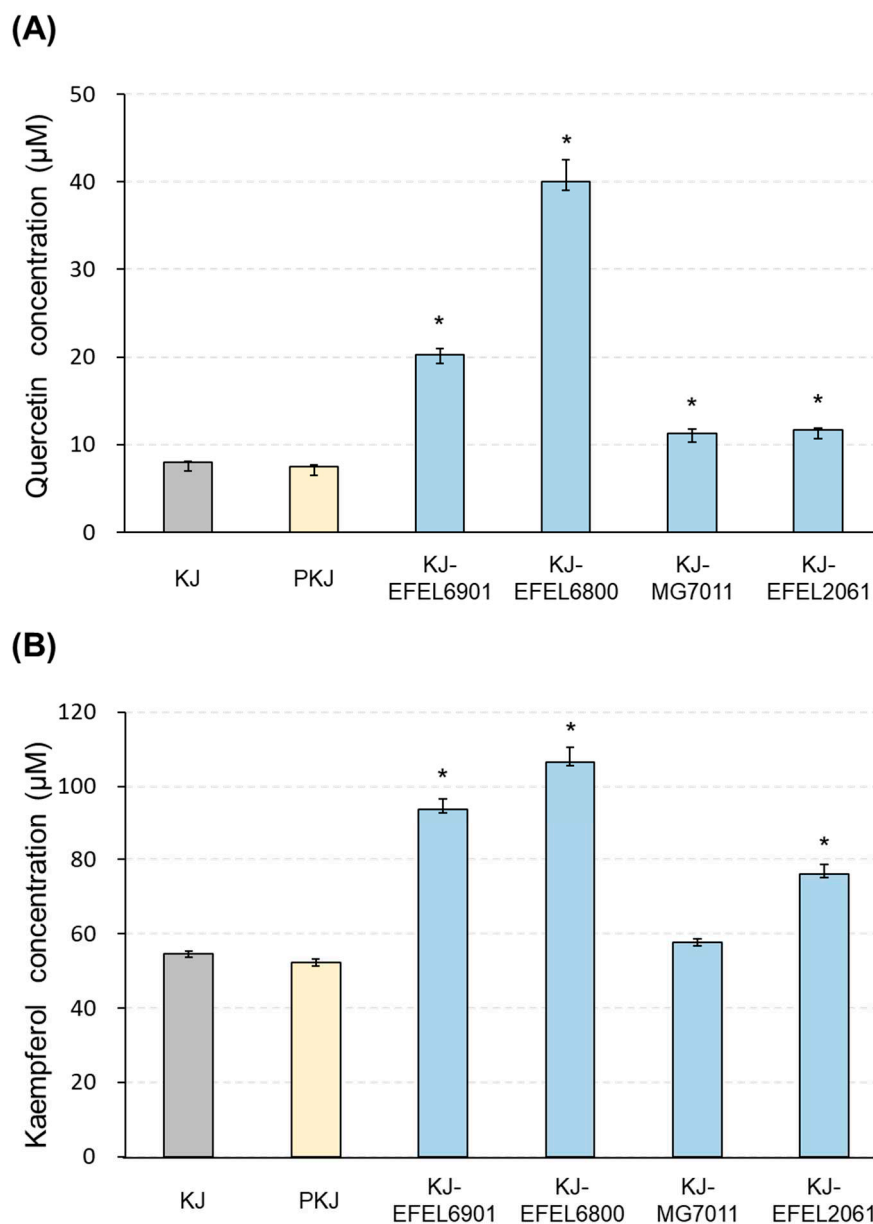 (A)
Quercetin concentration (µM)
50
40
30
20
10
0
*
*
*
*
KJ
PKJ
KJ-
EFEL6901
KJ-
EFEL6800
KJ-
MG7011
KJ-
EFEL2061
(B)
Kaempferol concentration (µM)
120
100
80
60
40
20
0
*
*
*
KJ
PKJ
KJ-
EFEL6901
KJ-
EFEL6800
KJ-
MG7011
KJ-
EFEL2061